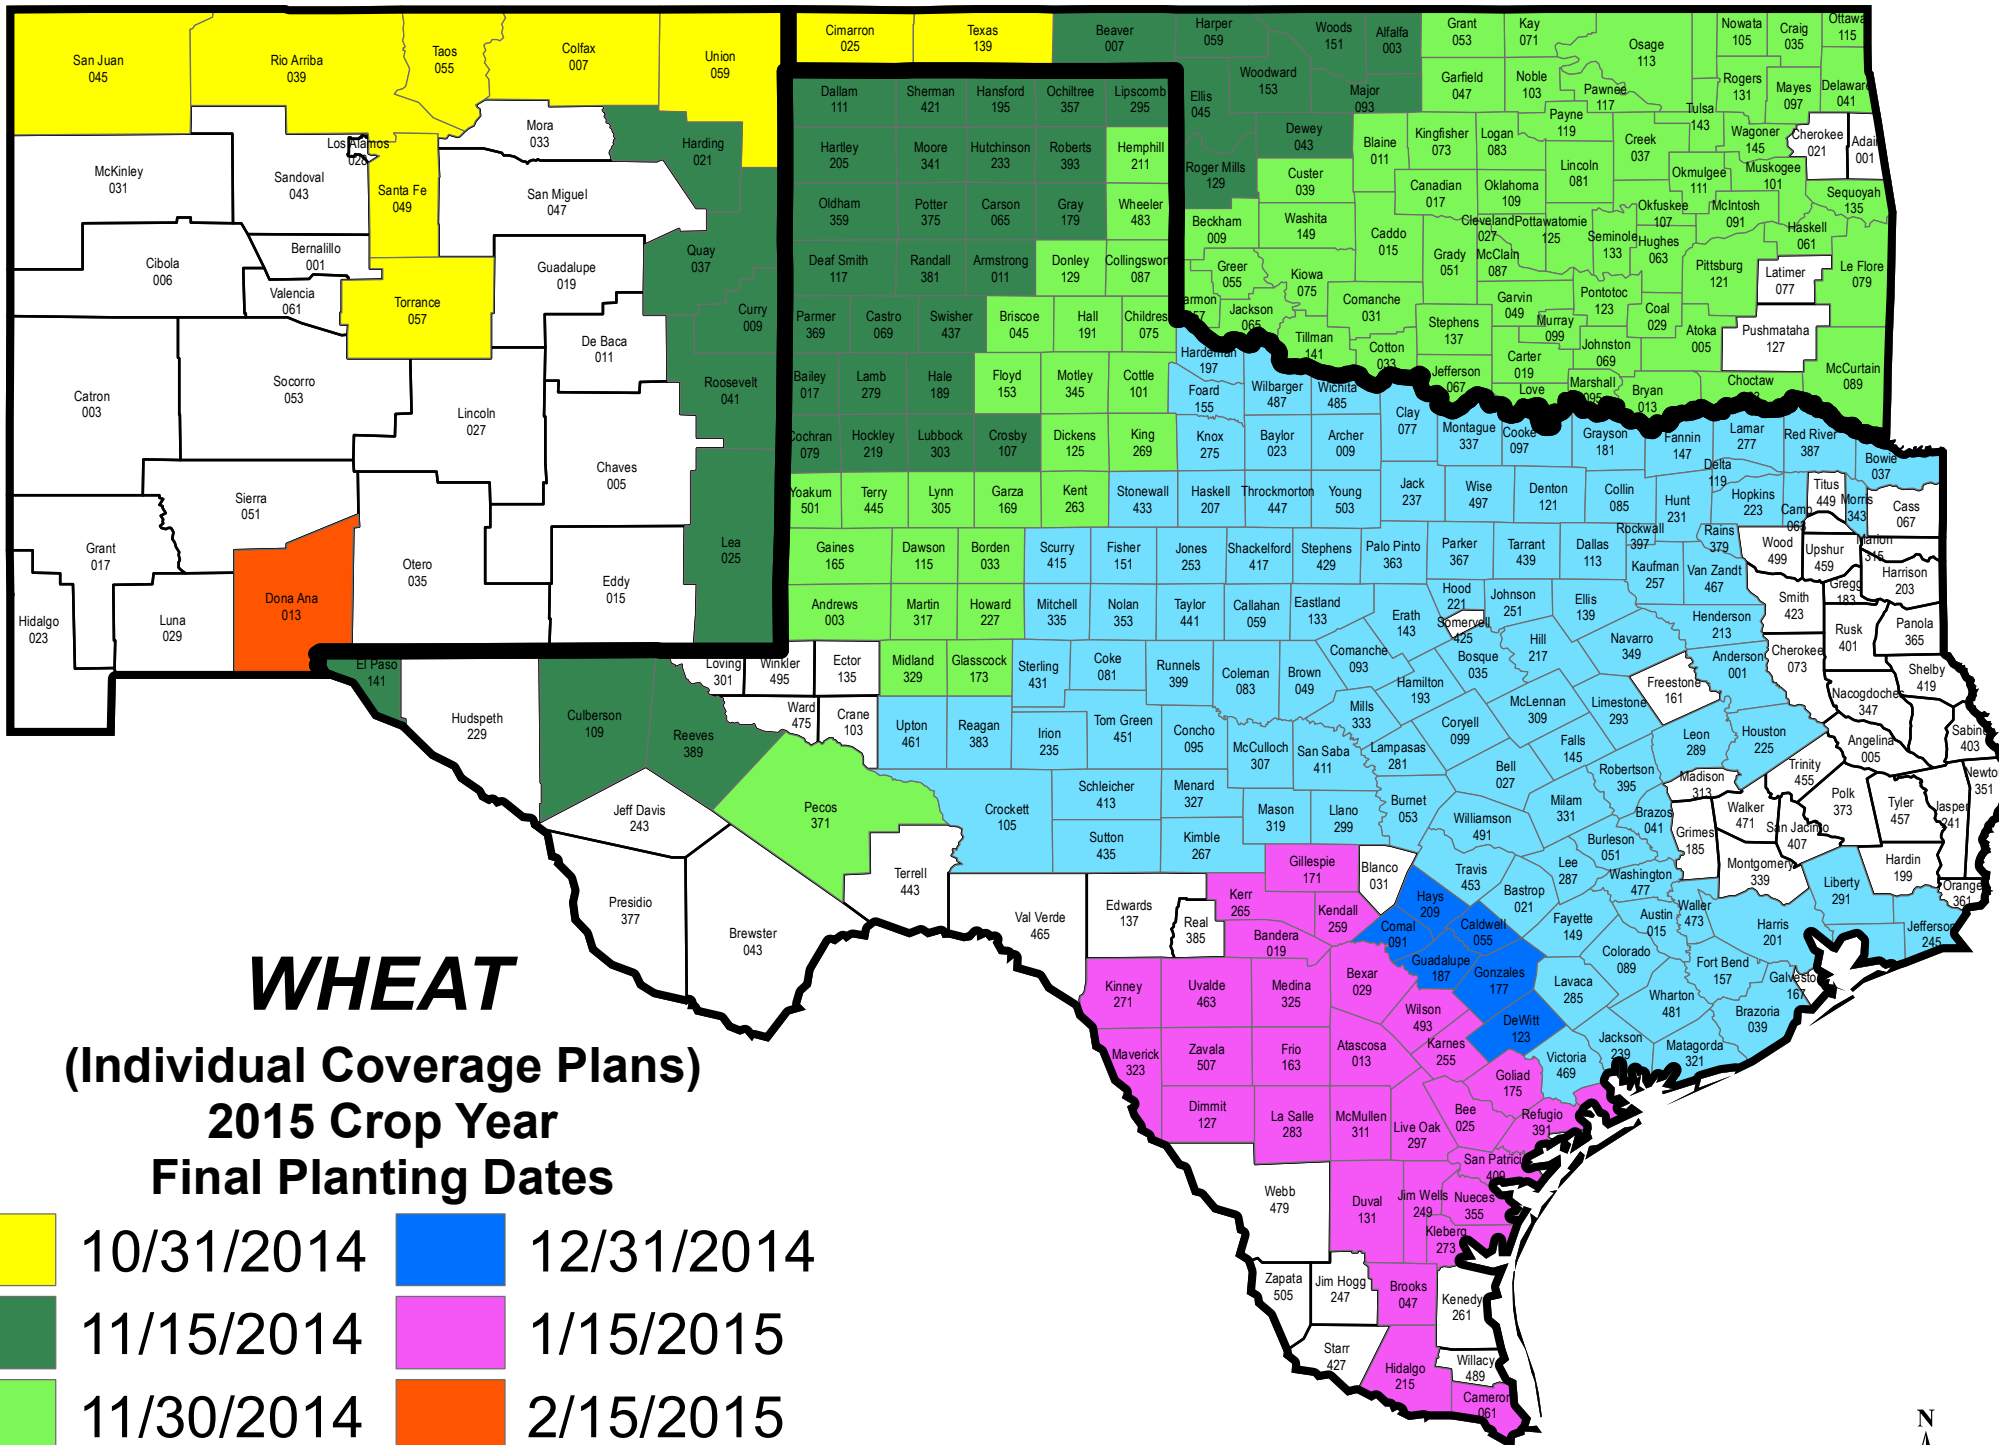 San Juan
045
Rio Arriba
039
Taos
055
Colfax
007
Union
059
Mora
033
Harding
021
Los Alamos
028
McKinley
031
Sandoval
043
Santa Fe
049
San Miguel
047
Quay
037
Cibola
006
Bernalillo
001
Valencia
061
Torrance
057
Guadalupe
019
Curry
009
De Baca
011
Roosevelt
041
Catron
003
Socorro
053
Lincoln
027
Chaves
005
Sierra
051
Lea
025
Grant
017
Otero
035
Eddy
015
Dona Ana
013
Luna
029
Hidalgo
023
Cimarron
025
Texas
139
Beaver
007
Harper
059
Woods
151
Alfalfa
003
Grant
053
Kay
071
Osage
113
Nowata
105
Craig
035
Ottawa
115
Ellis
045
Woodward
153
Major
093
Garfield
047
Noble
103
Pawnee
117
Tulsa
143
Rogers
131
Mayes
097
Delaware
041
Dewey
043
Blaine
011
Kingfisher
073
Logan
083
Payne
119
Creek
037
Wagoner
145
Cherokee
021
Adair
001
Roger Mills
129
Custer
039
Canadian
017
Oklahoma
109
Lincoln
081
Okmulgee
111
Muskogee
101
Sequoyah
135
Beckham
009
Washita
149
Caddo
015
Cleveland
027
Pottawatomie
125
Okfuskee
107
McIntosh
091
Haskell
061
Seminole
133
Hughes
063
Greer
055
Kiowa
075
Grady
051
McClain
087
Pittsburg
121
Latimer
077
Le Flore
079
Jackson
065
Comanche
031
Garvin
049
Pontotoc
123
Coal
029
Stephens
137
Murray
099
Atoka
005
Pushmataha
127
Tillman
141
Cotton
033
Carter
019
Johnston
069
Jefferson
067
Love
Marshall
095
Bryan
013
Choctaw
McCurtain
089
Dallam
111
Sherman
421
Hansford
195
Ochiltree
357
Lipscomb
295
Hartley
205
Moore
341
Hutchinson
233
Roberts
393
Hemphill
211
Oldham
359
Potter
375
Carson
065
Gray
179
Wheeler
483
Deaf Smith
117
Randall
381
Armstrong
011
Donley
129
Collingswor
087
Parmer
369
Castro
069
Swisher
437
Briscoe
045
Hall
191
Childres
075
Hardeman
197
Bailey
017
Lamb
279
Hale
189
Floyd
153
Motley
345
Cottle
101
Foard
155
Wilbarger
487
Wichita
485
Clay
077
Cochran
079
Hockley
219
Lubbock
303
Crosby
107
Dickens
125
King
269
Knox
275
Baylor
023
Archer
009
Montague
337
Cooke
097
Grayson
181
Fannin
147
Lamar
277
Red River
387
Bowie
037
Yoakum
501
Terry
445
Lynn
305
Garza
169
Kent
263
Stonewall
433
Haskell
207
Throckmorton
447
Young
503
Jack
237
Wise
497
Denton
121
Collin
085
Hunt
231
Delta
119
Hopkins
223
Titus
449
Camp
063
Morris
343
Cass
067
Gaines
165
Dawson
115
Borden
033
Scurry
415
Fisher
151
Jones
253
Shackelford
417
Stephens
429
Palo Pinto
363
Parker
367
Tarrant
439
Dallas
113
Rockwall
397
Rains
379
Wood
499
Upshur
459
Marion
315
Kaufman
257
Van Zandt
467
Gregg
183
Harrison
203
Andrews
003
Martin
317
Howard
227
Mitchell
335
Nolan
353
Taylor
441
Callahan
059
Eastland
133
Erath
143
Hood
221
Somervell
425
Johnson
251
Ellis
139
Henderson
213
Smith
423
Rusk
401
Panola
365
El Paso
141
Hudspeth
229
Culberson
109
Reeves
389
Loving
301
Winkler
495
Ector
135
Midland
329
Glasscock
173
Sterling
431
Coke
081
Runnels
399
Coleman
083
Brown
049
Comanche
093
Hamilton
193
Bosque
035
Hill
217
Navarro
349
Freestone
161
Anderson
001
Cherokee
073
Nacogdoches
347
Shelby
419
Ward
475
Crane
103
Upton
461
Reagan
383
Irion
235
Tom Green
451
Concho
095
McCulloch
307
San Saba
411
Mills
333
Lampasas
281
Coryell
099
McLennan
309
Limestone
293
Falls
145
Leon
289
Houston
225
Angelina
005
Sabine
403
Jeff Davis
243
Pecos
371
Crockett
105
Schleicher
413
Menard
327
Mason
319
Llano
299
Burnet
053
Bell
027
Milam
331
Robertson
395
Madison
313
Trinity
455
Polk
373
Tyler
457
Jasper
241
Newto
351
Sutton
435
Kimble
267
Williamson
491
Brazos
041
Burleson
051
Grimes
185
Walker
471
San Jacinto
407
Montgomery
339
Hardin
199
Liberty
291
Orange
361
Presidio
377
Brewster
043
Terrell
443
Val Verde
465
Edwards
137
Real
385
Gillespie
171
Kerr
265
Kendall
259
Bandera
019
Blanco
031
Hays
209
Comal
091
Travis
453
Caldwell
055
Bastrop
021
Lee
287
Washington
477
Fayette
149
Austin
015
Waller
473
Harris
201
Jefferson
245
Kinney
271
Uvalde
463
Medina
325
Bexar
029
Guadalupe
187
Gonzales
177
Lavaca
285
Colorado
089
Fort Bend
157
Galvesto
167
Wharton
481
Brazoria
039
Maverick
323
Zavala
507
Frio
163
Atascosa
013
Wilson
493
Karnes
255
DeWitt
123
Victoria
469
Jackson
239
Matagorda
321
Dimmit
127
La Salle
283
McMullen
311
Live Oak
297
Bee
025
Goliad
175
Refugio
391
San Patrici
409
Webb
479
Duval
131
Jim Wells
249
Nueces
355
Kleberg
273
Zapata
505
Jim Hogg
247
Brooks
047
Kenedy
261
Starr
427
Hidalgo
215
Willacy
489
Cameron
061
WHEAT
(Individual Coverage Plans)
2015 Crop Year
Final Planting Dates
10/31/2014
12/31/2014
11/15/2014
1/15/2015
11/30/2014
2/15/2015
N